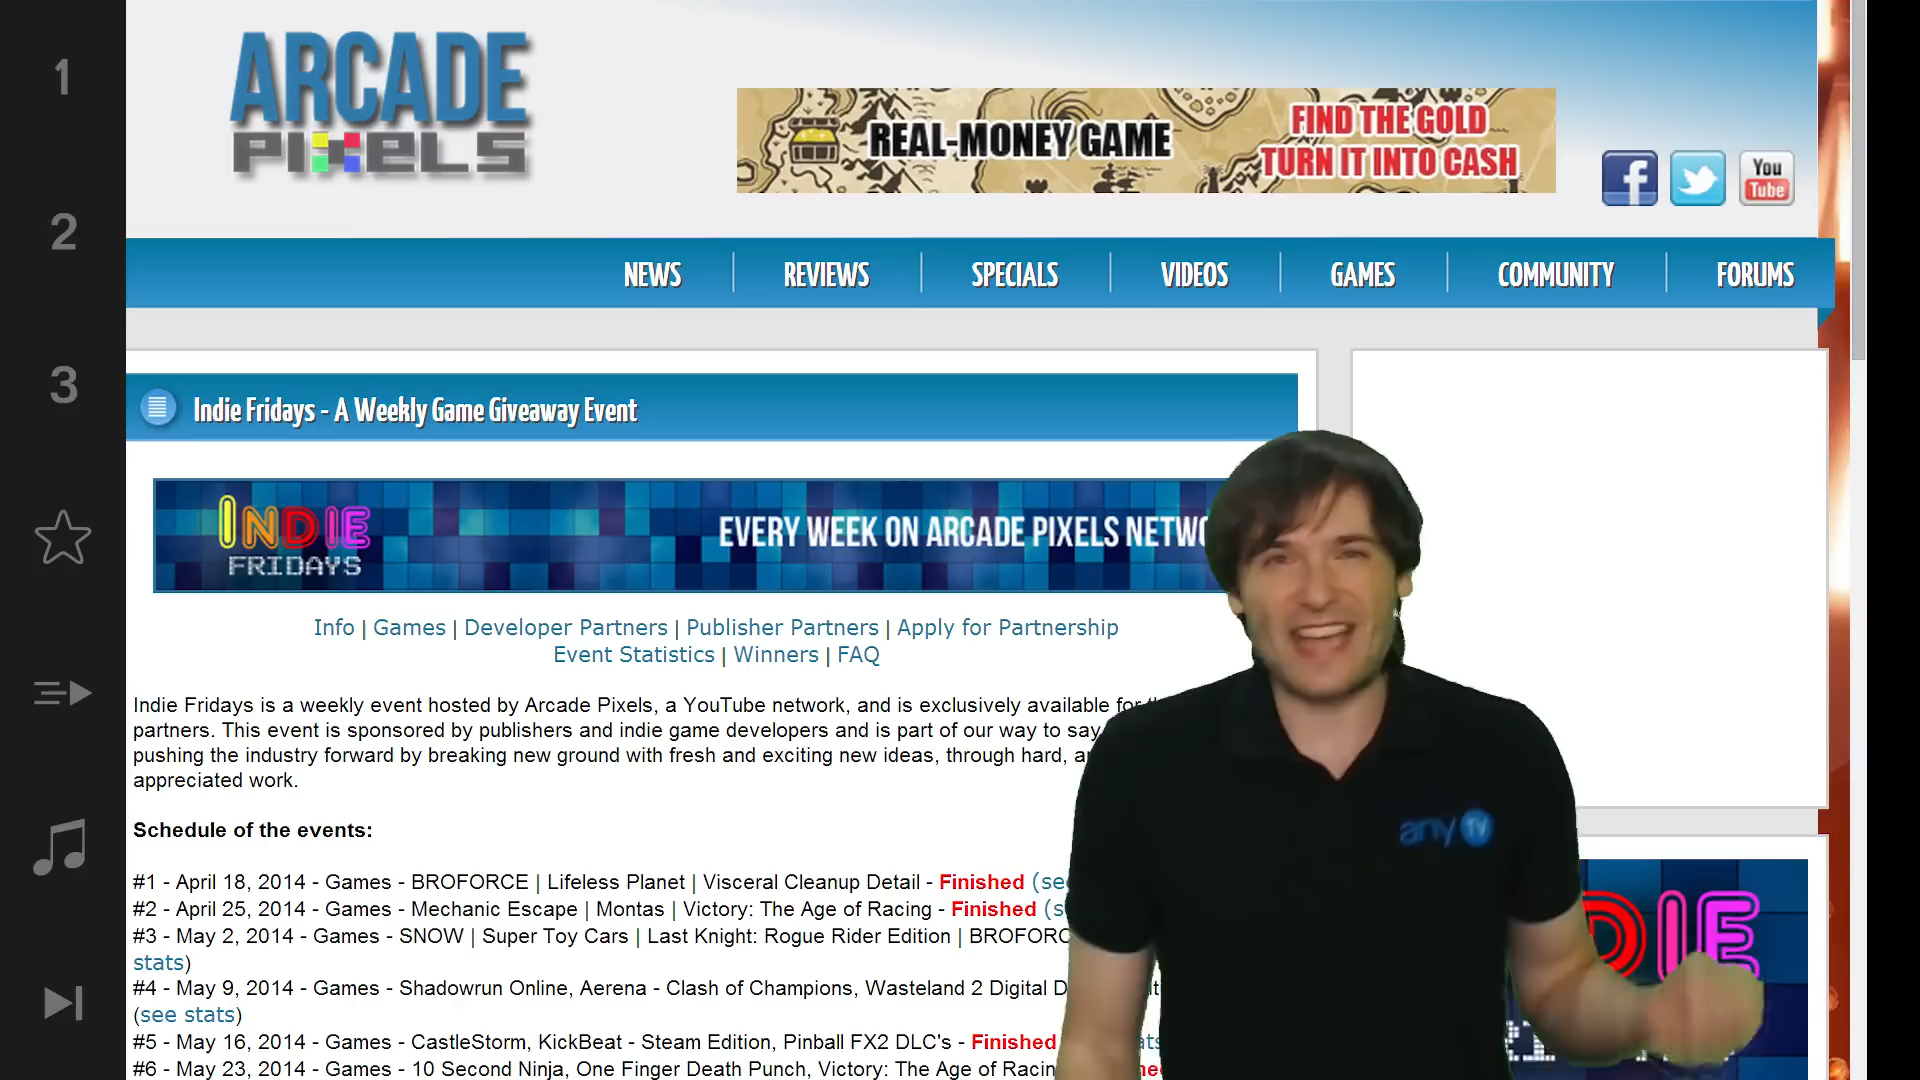 1
2
3
ARCADE
PIXELS
REAL-MONEY GAME
FIND THE GOLD
TURN IT INTO CASH
You
Tube
NEWS
REVIEWS
SPECIALS
VIDEOS
GAMES
COMMUNITY
FORUMS
Indie Fridays - A Weekly Game Giveaway Event
INDIE
FRIDAYS
EVERY WEEK ON ARCADE PIXELS NETWO
Info | Games | Developer Partners | Publisher Partners | Apply for Partnership
Event Statistics | Winners | FAQ
Indie Fridays is a weekly event hosted by Arcade Pixels, a YouTube network, and is exclusively available for
partners. This event is sponsored by publishers and indie game developers and is part of our way to say
pushing the industry forward by breaking new ground with fresh and exciting new ideas, through hard,
appreciated work.
Schedule of the events:
#1 - April 18, 2014 - Games - BROFORCE | Lifeless Planet | Visceral Cleanup Detail - Finished (se
#2 - April 25, 2014 - Games - Mechanic Escape | Montas | Victory: The Age of Racing - Finished (s
#3 - May 2, 2014 - Games - SNOW | Super Toy Cars | Last Knight: Rogue Rider Edition | BROFORC
stats)
#4 - May 9, 2014 - Games - Shadowrun Online, Aerena - Clash of Champions, Wasteland 2 Digital D
(see stats)
#5 - May 16, 2014 - Games - CastleStorm, KickBeat - Steam Edition, Pinball FX2 DLC's - Finished
#6 - May 23, 2014 - Games - 10 Second Ninja, One Finger Death Punch, Victory: The Age of Racin
any TV
DIE